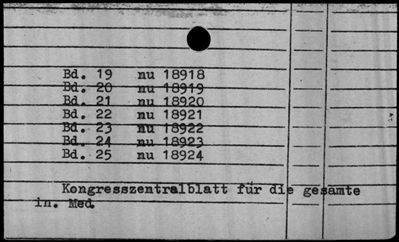 Bd. 19 nu 18918
Bd. 20 nu 18919
Bd. 21 nu 18920
Bd. 22 nu 18921
Bd. 23 nu 18922
Bd. 24 nu 18923
Bd. 25 nu 18924
Kongresszentralblatt für die gesamte
in. Med.